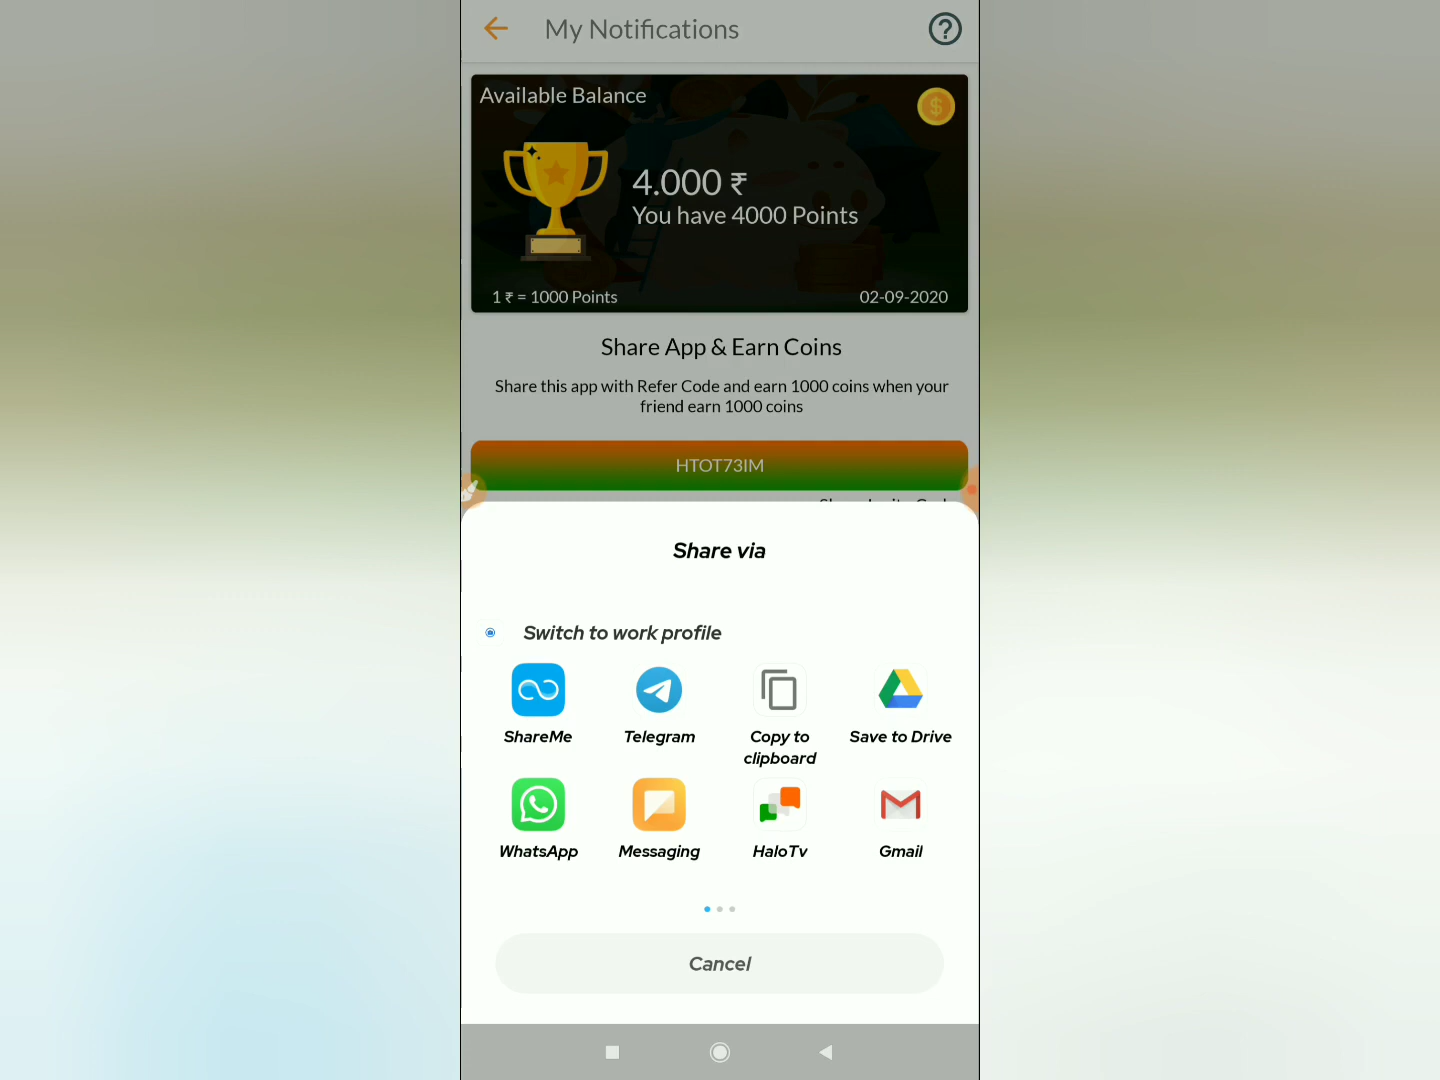 My Notifications
Available Balance
4.000 ₹
You have 4000 Points
1 ₹ = 1000 Points
02-09-2020
Share App & Earn Coins
Share this app with Refer Code and earn 1000 coins when your
friend earn 1000 coins
HTOT73IM
Share via
Switch to work profile
ShareMe
Telegram
Copy to
clipboard
Save to Drive
WhatsApp
Messaging
HaloTv
Gmail
Cancel